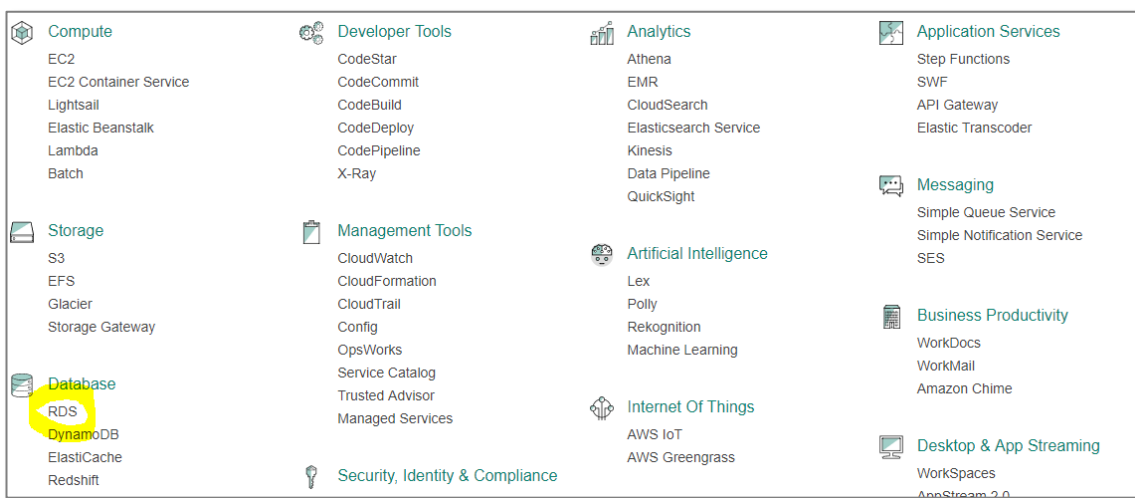 Compute
EC2
EC2 Container Service
Lightsail
Elastic Beanstalk
Lambda
Batch
Storage
S3
EFS
Glacier
Storage Gateway
Database
RDS
DynamoDB
ElastiCache
Redshift
Developer Tools
CodeStar
CodeCommit
CodeBuild
CodeDeploy
CodePipeline
X-Ray
Management Tools
CloudWatch
CloudFormation
CloudTrail
Config
OpsWorks
Service Catalog
Trusted Advisor
Managed Services
Security, Identity & Compliance
Analytics
Athena
EMR
CloudSearch
Elasticsearch Service
Kinesis
Data Pipeline
QuickSight
Artificial Intelligence
Lex
Polly
Rekognition
Machine Learning
Internet Of Things
AWS IoT
AWS Greengrass
Application Services
Step Functions
SWF
API Gateway
Elastic Transcoder
Messaging
Simple Queue Service
Simple Notification Service
SES
Business Productivity
WorkDocs
WorkMail
Amazon Chime
Desktop & App Streaming
WorkSpaces
AppStream 2.0